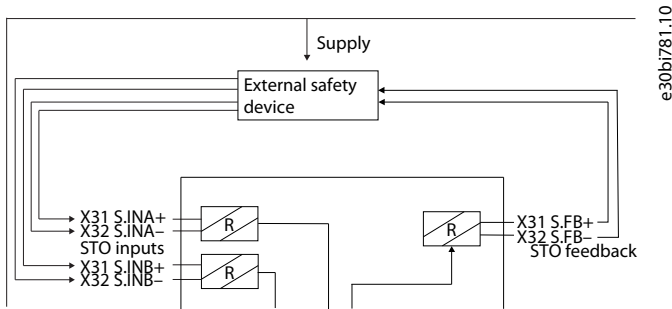 e30bi781.10
Supply
External safety
device
X31 S.INA+
X32 S.INA–
STO inputs
X31 S.INB+
X32 S.INB–
R
R
R
X31 S.FB+
X32 S.FB–
STO feedback